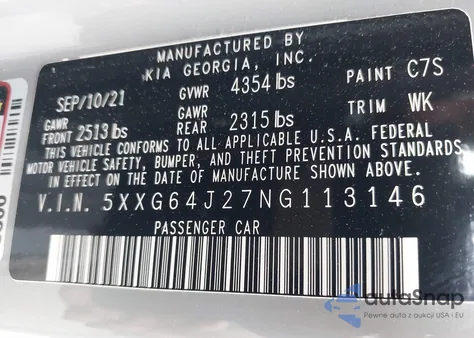 MANUFACTURED BY
KIA GEORGIA, INC.
SEP/10/21 GVWR 4354 lbs PAINT C7S
GAWR FRONT 2513 lbs GAWR REAR 2315 lbs TRIM WK
THIS VEHICLE CONFORMS TO ALL APPLICABLE U.S.A. FEDERAL
MOTOR VEHICLE SAFETY, BUMPER, AND THEFT PREVENTION STANDARDS
IN EFFECT ON THE DATE OF MANUFACTURE SHOWN ABOVE.
V.I.N. 5XXG64J27NG113146
PASSENGER CAR
autoSnap
Pewne auta z aukcji USA i EU